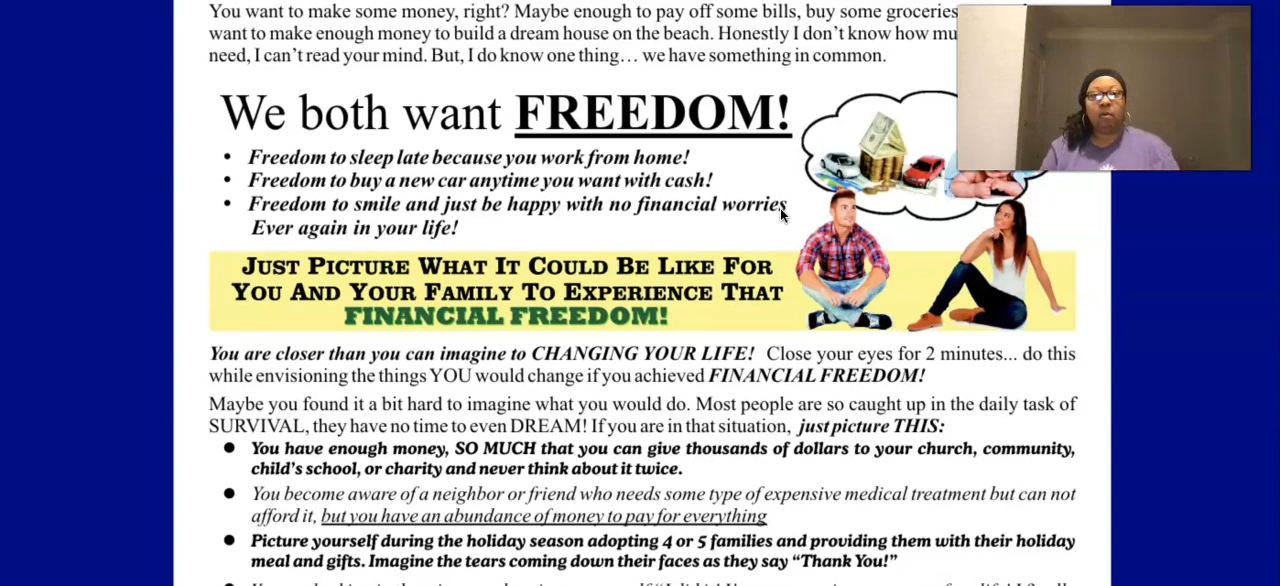 You want to make some money, right? Maybe enough to pay off some bills, buy some groceries
want to make enough money to build a dream house on the beach. Honestly I don't know how
need, I can't read your mind. But, I do know one thing… we have something in common.
We both want FREEDOM!
• Freedom to sleep late because you work from home!
• Freedom to buy a new car anytime you want with cash!
• Freedom to smile and just be happy with no financial worries
Ever again in your life!
JUST PICTURE WHAT IT COULD BE LIKE FOR
YOU AND YOUR FAMILY TO EXPERIENCE THAT
FINANCIAL FREEDOM!
You are closer than you can imagine to CHANGING YOUR LIFE! Close your eyes for 2 minutes... do this
while envisioning the things YOU would change if you achieved FINANCIAL FREEDOM!
Maybe you found it a bit hard to imagine what you would do. Most people are so caught up in the daily task of
SURVIVAL, they have no time to even DREAM! If you are in that situation, just picture THIS:
● You have enough money, SO MUCH that you can give thousands of dollars to your church, community,
child's school, or charity and never think about it twice.
● You become aware of a neighbor or friend who needs some type of expensive medical treatment but can not
afford it, but you have an abundance of money to pay for everything
● Picture yourself during the holiday season adopting 4 or 5 families and providing them with their holiday
meal and gifts. Imagine the tears coming down their faces as they say "Thank You!"